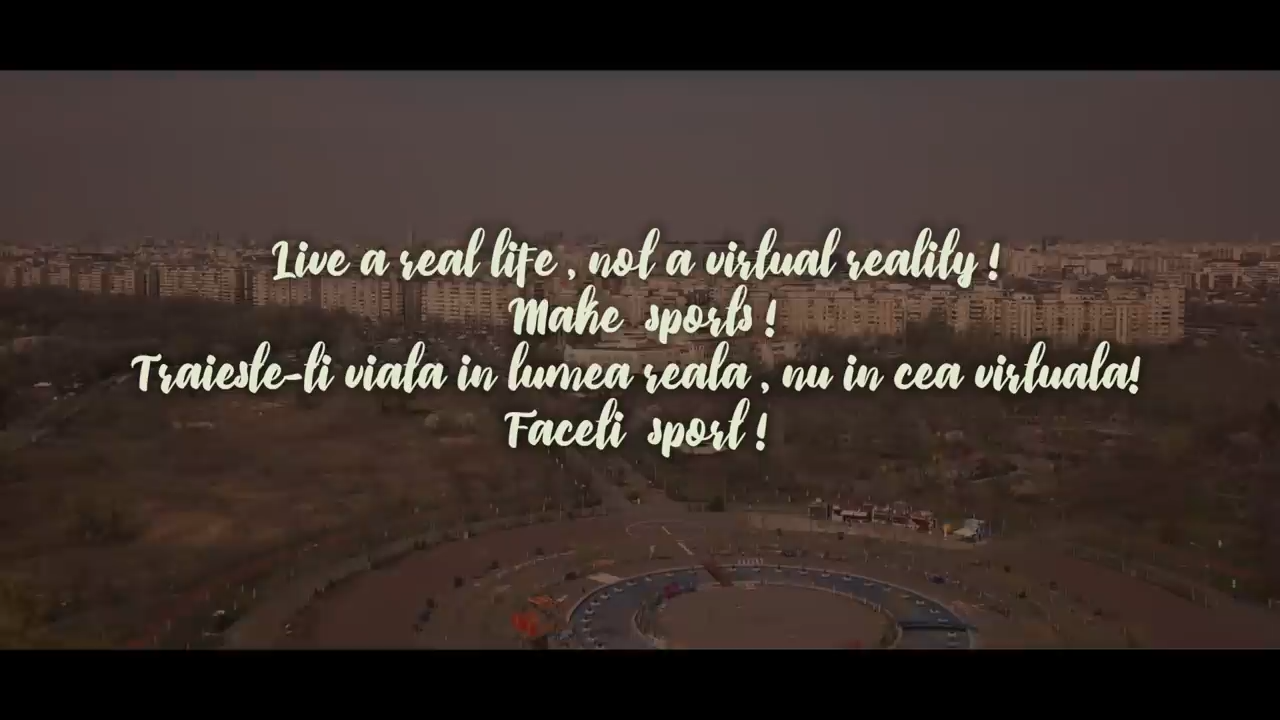 Live a real life , not a virtual reality !
Make sports !
Traieste-ti viata in lumea reala , nu in cea virtuala!
Faceti sport !